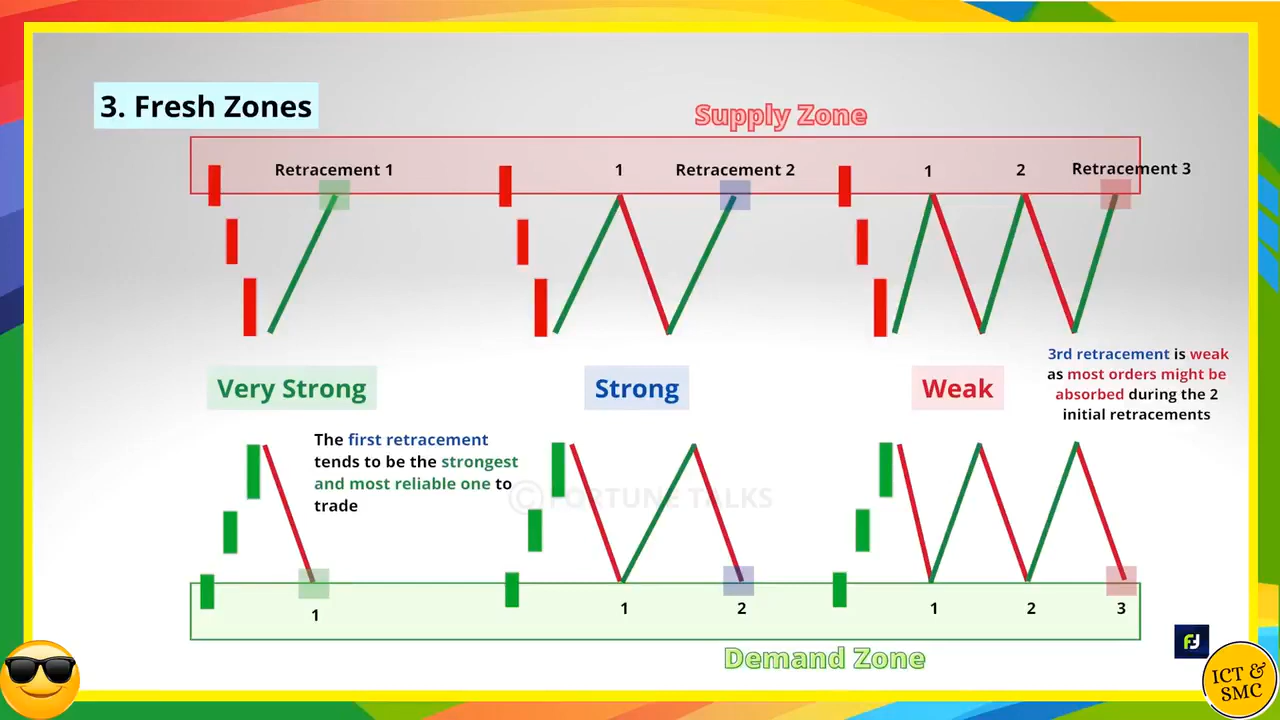 3. Fresh Zones
Supply Zone
Retracement 1
1
Retracement 2
1
2
Retracement 3
Very Strong
Strong
Weak
3rd retracement is weak
as most orders might be
absorbed during the 2
initial retracements
The first retracement
tends to be the strongest
and most reliable one to
trade
© FORTUNE TALKS
1
1
2
1
2
3
Demand Zone
ICT &
SMC